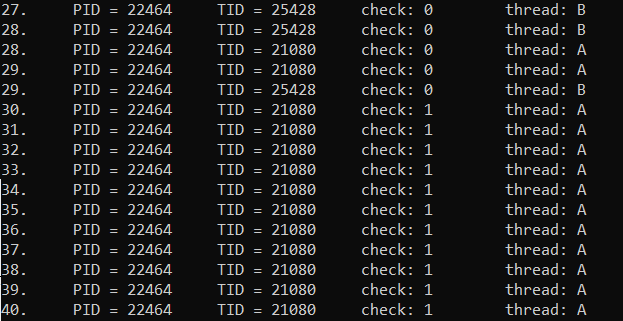 27. PID = 22464 TID = 25428 check: 0 thread: B
28. PID = 22464 TID = 25428 check: 0 thread: B
28. PID = 22464 TID = 21080 check: 0 thread: A
29. PID = 22464 TID = 21080 check: 0 thread: A
29. PID = 22464 TID = 25428 check: 0 thread: B
30. PID = 22464 TID = 21080 check: 1 thread: A
31. PID = 22464 TID = 21080 check: 1 thread: A
32. PID = 22464 TID = 21080 check: 1 thread: A
33. PID = 22464 TID = 21080 check: 1 thread: A
34. PID = 22464 TID = 21080 check: 1 thread: A
35. PID = 22464 TID = 21080 check: 1 thread: A
36. PID = 22464 TID = 21080 check: 1 thread: A
37. PID = 22464 TID = 21080 check: 1 thread: A
38. PID = 22464 TID = 21080 check: 1 thread: A
39. PID = 22464 TID = 21080 check: 1 thread: A
40. PID = 22464 TID = 21080 check: 1 thread: A